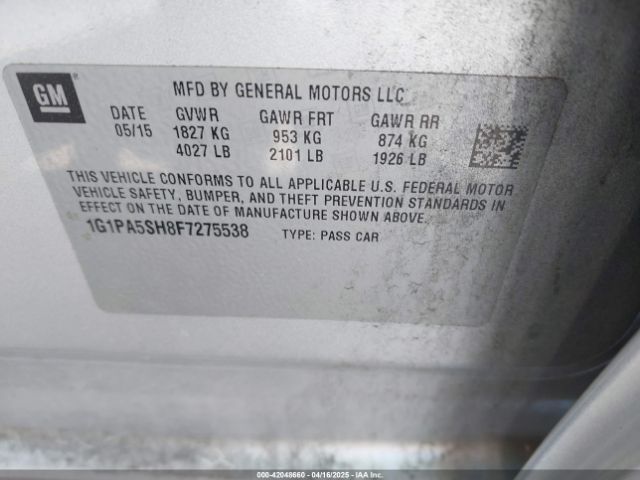 GM
MFD BY GENERAL MOTORS LLC
DATE GVWR GAWR FRT GAWR RR
05/15 1827 KG 953 KG 874 KG
4027 LB 2101 LB 1926 LB
THIS VEHICLE CONFORMS TO ALL APPLICABLE U.S. FEDERAL MOTOR
VEHICLE SAFETY, BUMPER, AND THEFT PREVENTION STANDARDS IN
EFFECT ON THE DATE OF MANUFACTURE SHOWN ABOVE.
1G1PA5SH8F7275538 TYPE: PASS CAR
000-42048660 - 04/16/2025 - IAA Inc.